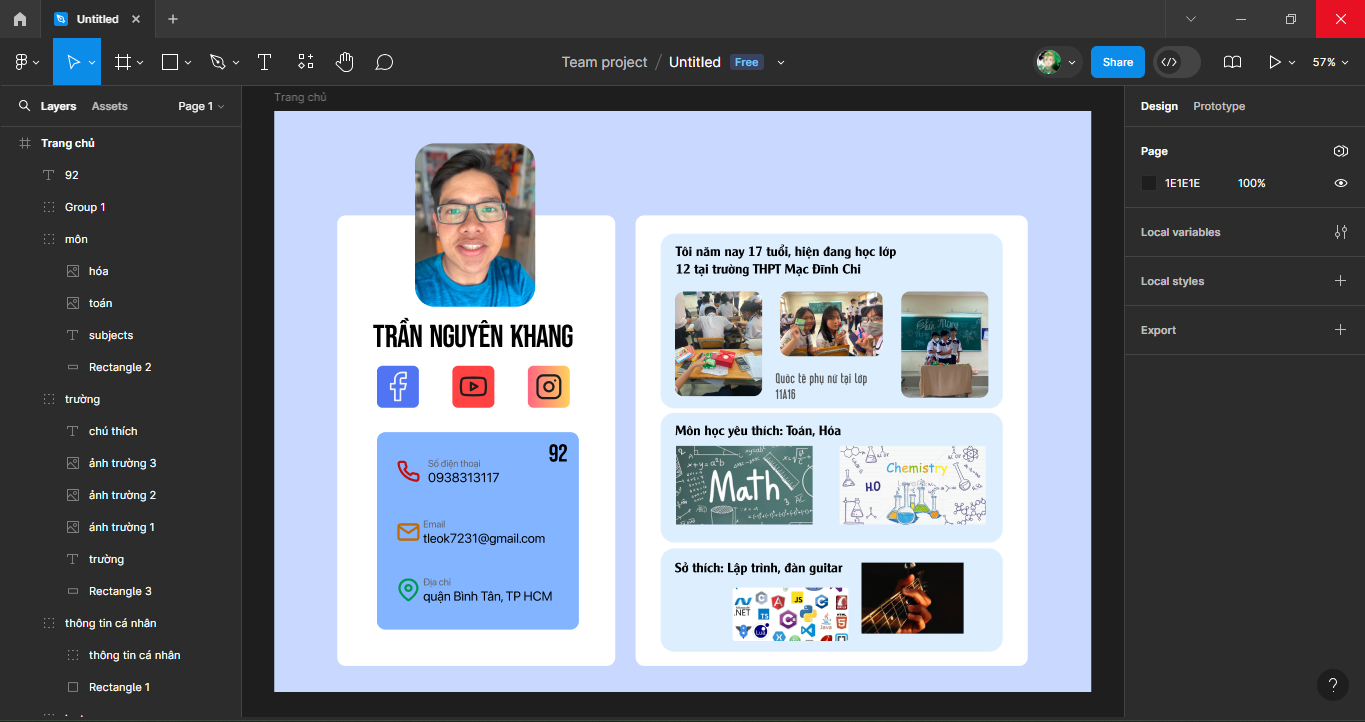 Untitled
Team project / Untitled Free
Share
57%
Layers Assets Page 1
Trang chủ
92
Group 1
môn
hóa
toán
subjects
Rectangle 2
trường
chú thích
ảnh trường 3
ảnh trường 2
ảnh trường 1
trường
Rectangle 3
thông tin cá nhân
thông tin cá nhân
Rectangle 1
Trang chủ
TRẦN NGUYÊN KHANG
92
Số điện thoại
0938313117
Email
tleok7231@gmail.com
Địa chỉ
quận Bình Tân, TP HCM
Tôi năm nay 17 tuổi, hiện đang học lớp
12 tại trường THPT Mạc Đĩnh Chi
Quốc tế phụ nữ tại lớp
11A16
Môn học yêu thích: Toán, Hóa
Math
Chemistry
H2O
Sở thích: Lập trình, đàn guitar
.NET
JS
TS
Lua
Java
Design Prototype
Page
1E1E1E 100%
Local variables
Local styles
Export
?